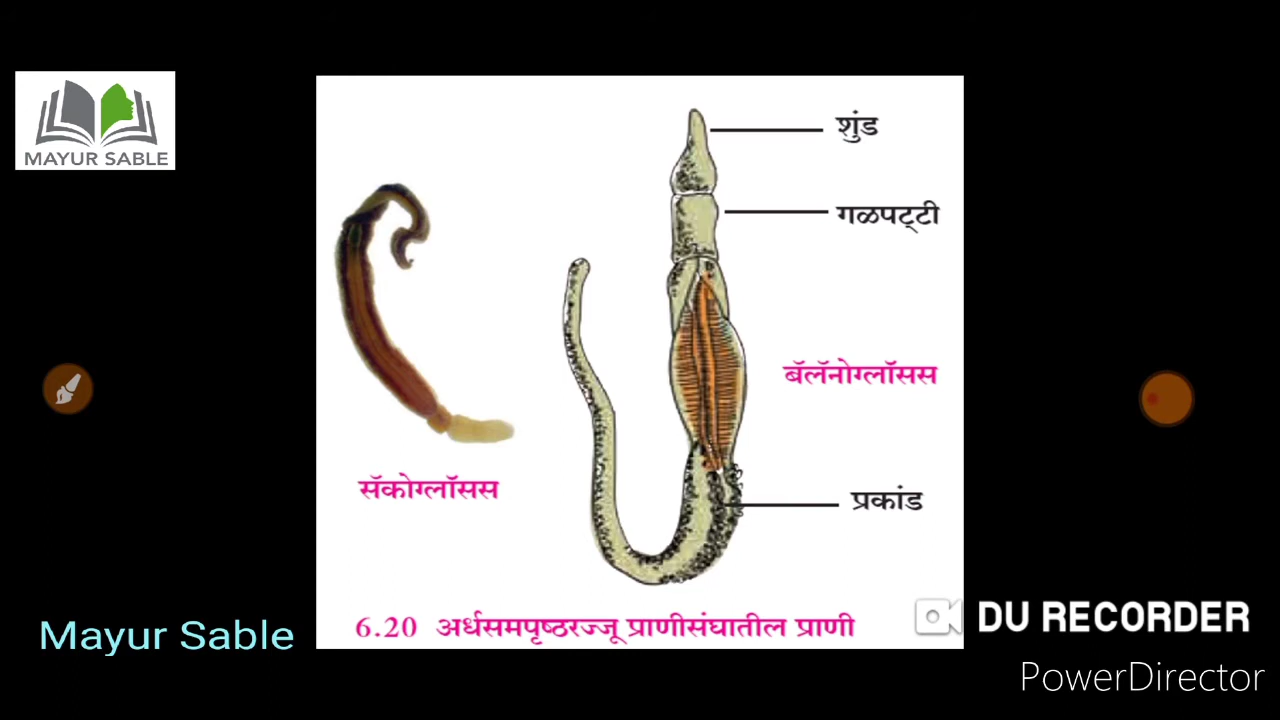 MAYUR SABLE
शुंड
गळपट्टी
बॅलॅनोग्लॉसस
सॅकोग्लॉसस
प्रकांड
6.20 अर्धसमपृष्ठरज्जू प्राणीसंघातील प्राणी
Mayur Sable
DU RECORDER
PowerDirector